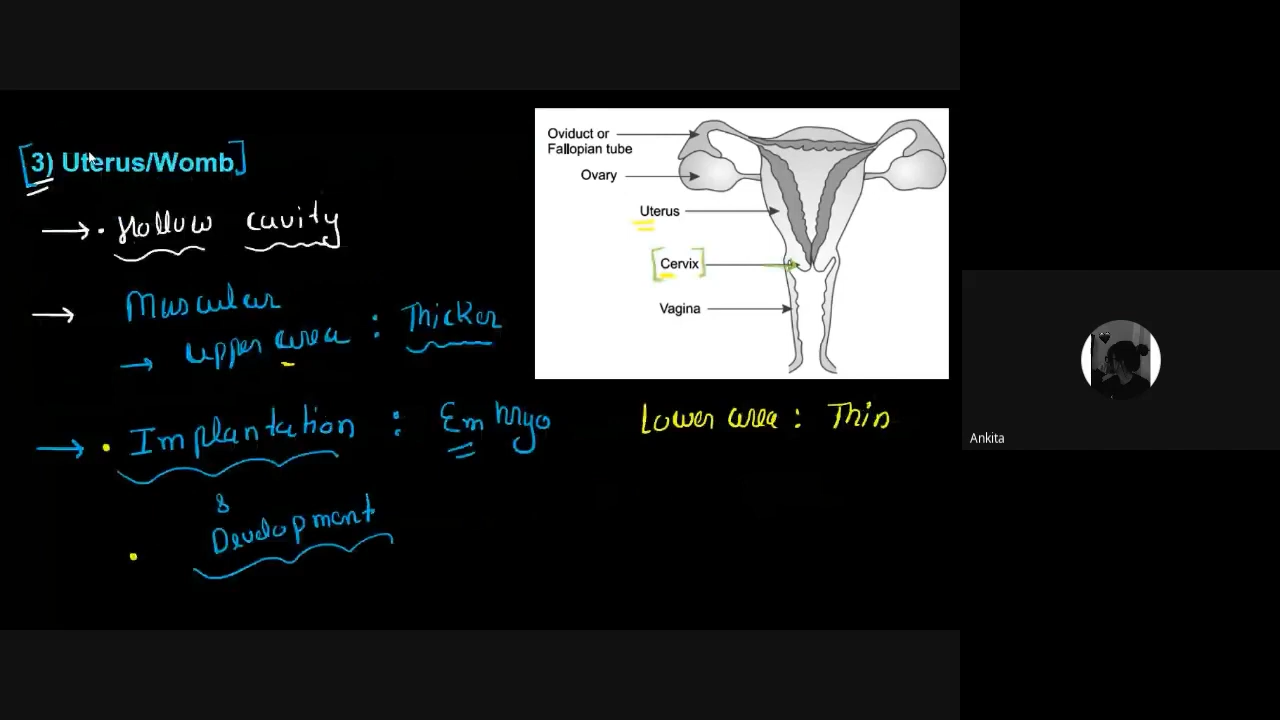 3) Uterus/Womb
→ • Hollow cavity
→ Muscular
→ Upper area : Thicker
→ • Implantation : Embryo
&
• Development
Oviduct or
Fallopian tube
Ovary
Uterus
Cervix
Vagina
Lower area : Thin
Ankita